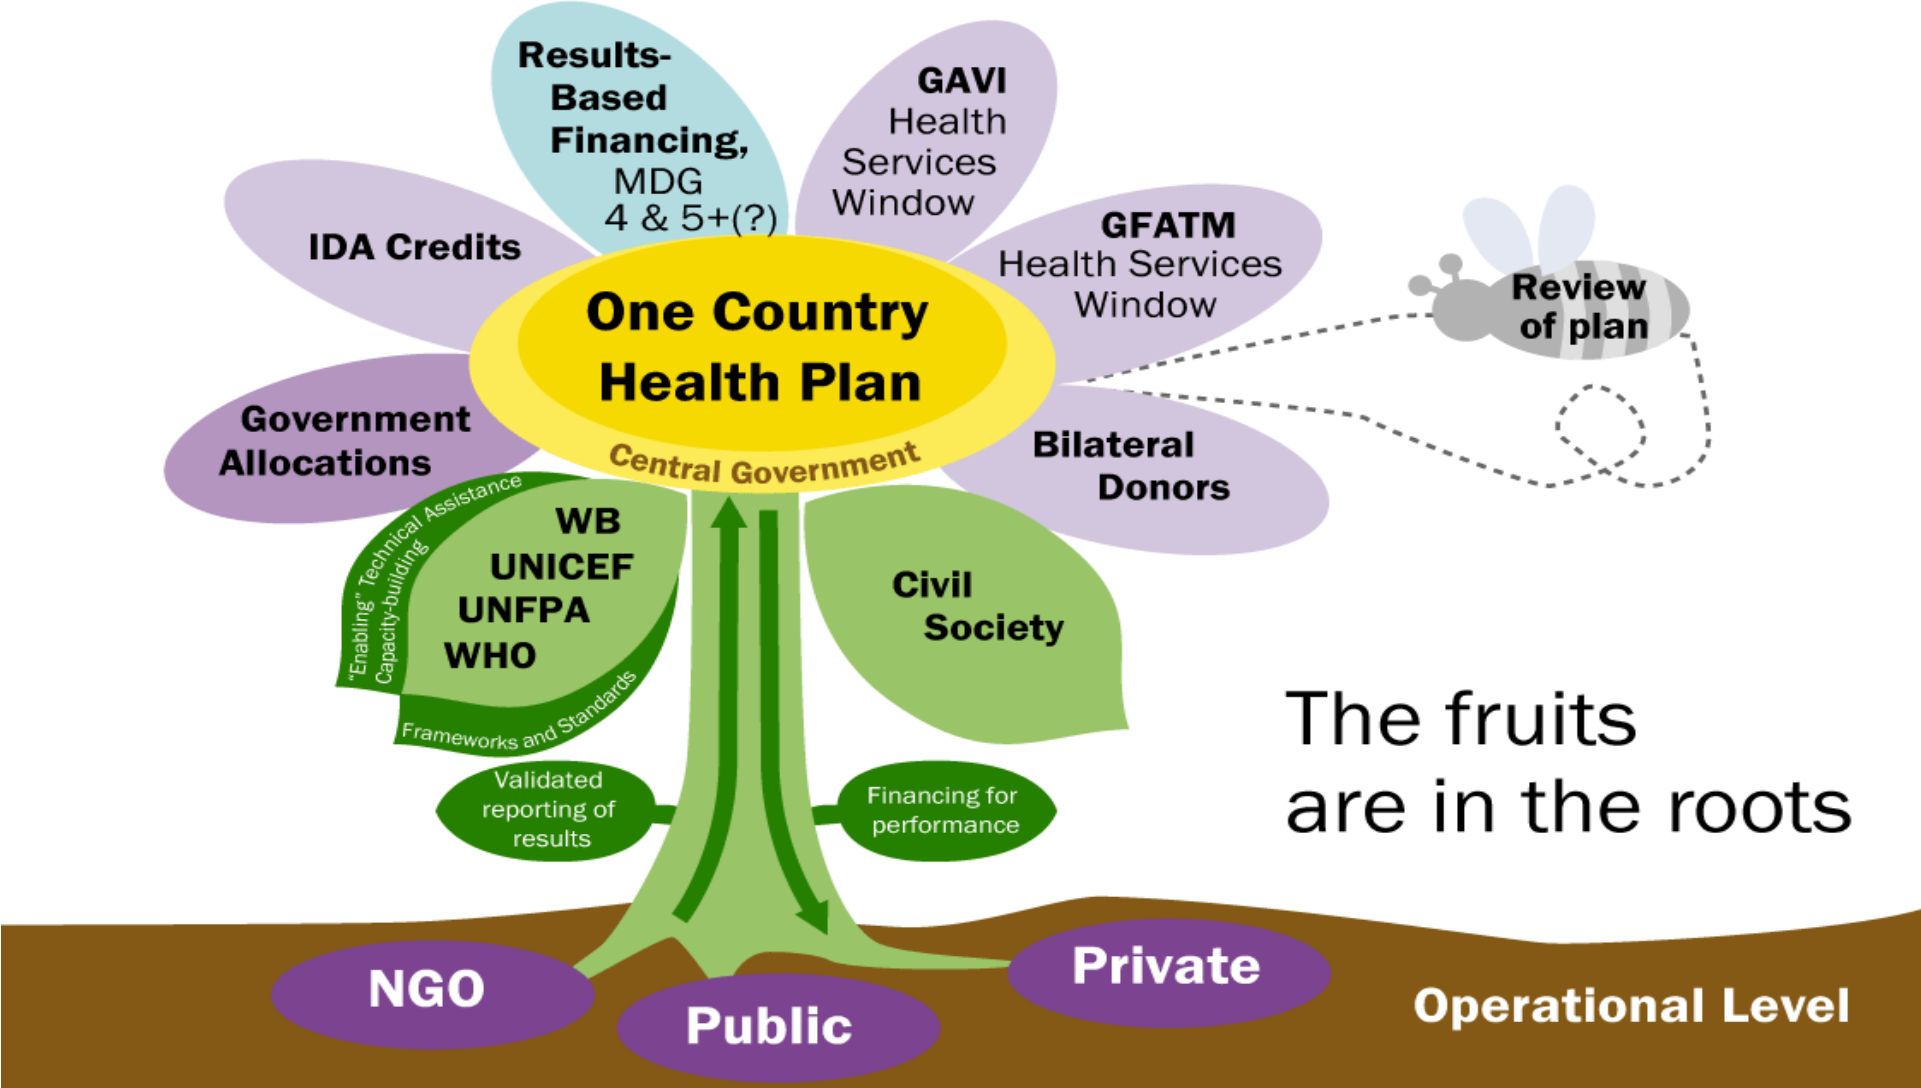 Results-
Based
Financing,
MDG
4 & 5+(?)
GAVI
Health
Services
Window
IDA Credits
GFATM
Health Services
Window
Review
of plan
One Country
Health Plan
Central Government
Government
Allocations
Bilateral
Donors
"Enabling" Technical Assistance
Capacity-building
WB
UNICEF
UNFPA
WHO
Frameworks and Standards
Civil
Society
Validated
reporting of
results
Financing for
performance
The fruits
are in the roots
NGO
Public
Private
Operational Level